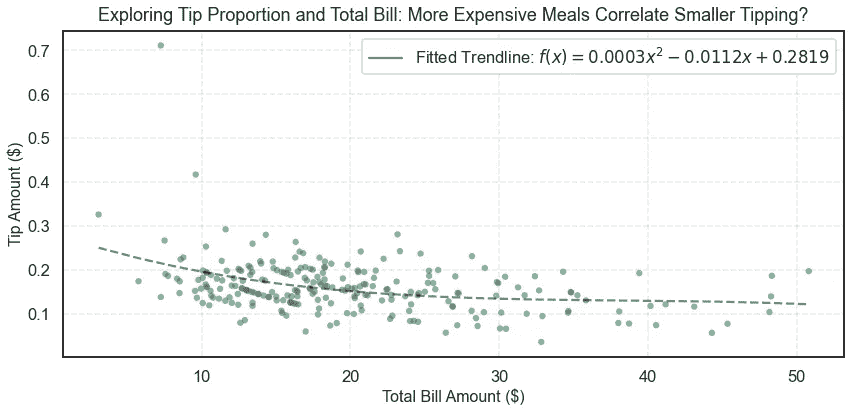 Exploring Tip Proportion and Total Bill: More Expensive Meals Correlate Smaller Tipping?
Fitted Trendline: f(x) = 0.0003x² − 0.0112x + 0.2819
Tip Amount ($)
0.7
0.6
0.5
0.4
0.3
0.2
0.1
10 20 30 40 50
Total Bill Amount ($)